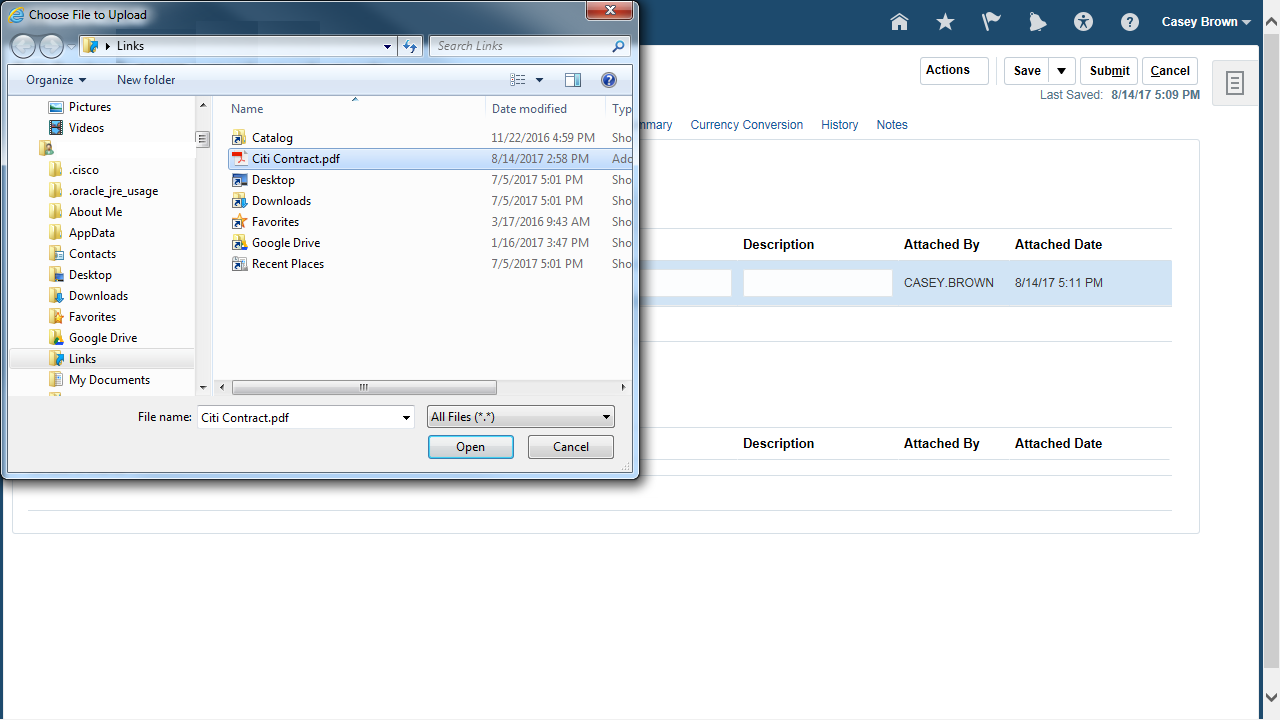 Choose File to Upload
Links
Search Links
Organize
New folder
Pictures
Videos
.cisco
.oracle_jre_usage
About Me
AppData
Contacts
Desktop
Downloads
Favorites
Google Drive
Links
My Documents
Name Date modified Typ
Catalog 11/22/2016 4:59 PM Sho
Citi Contract.pdf 8/14/2017 2:58 PM Ado
Desktop 7/5/2017 5:01 PM Sho
Downloads 7/5/2017 5:01 PM Sho
Favorites 3/17/2016 9:43 AM Sho
Google Drive 1/16/2017 3:47 PM Sho
Recent Places 7/5/2017 5:01 PM Sho
File name: Citi Contract.pdf All Files (*.*)
Open Cancel
Casey Brown
Actions Save Submit Cancel
Last Saved: 8/14/17 5:09 PM
mmary Currency Conversion History Notes
Description Attached By Attached Date
CASEY.BROWN 8/14/17 5:11 PM
Description Attached By Attached Date